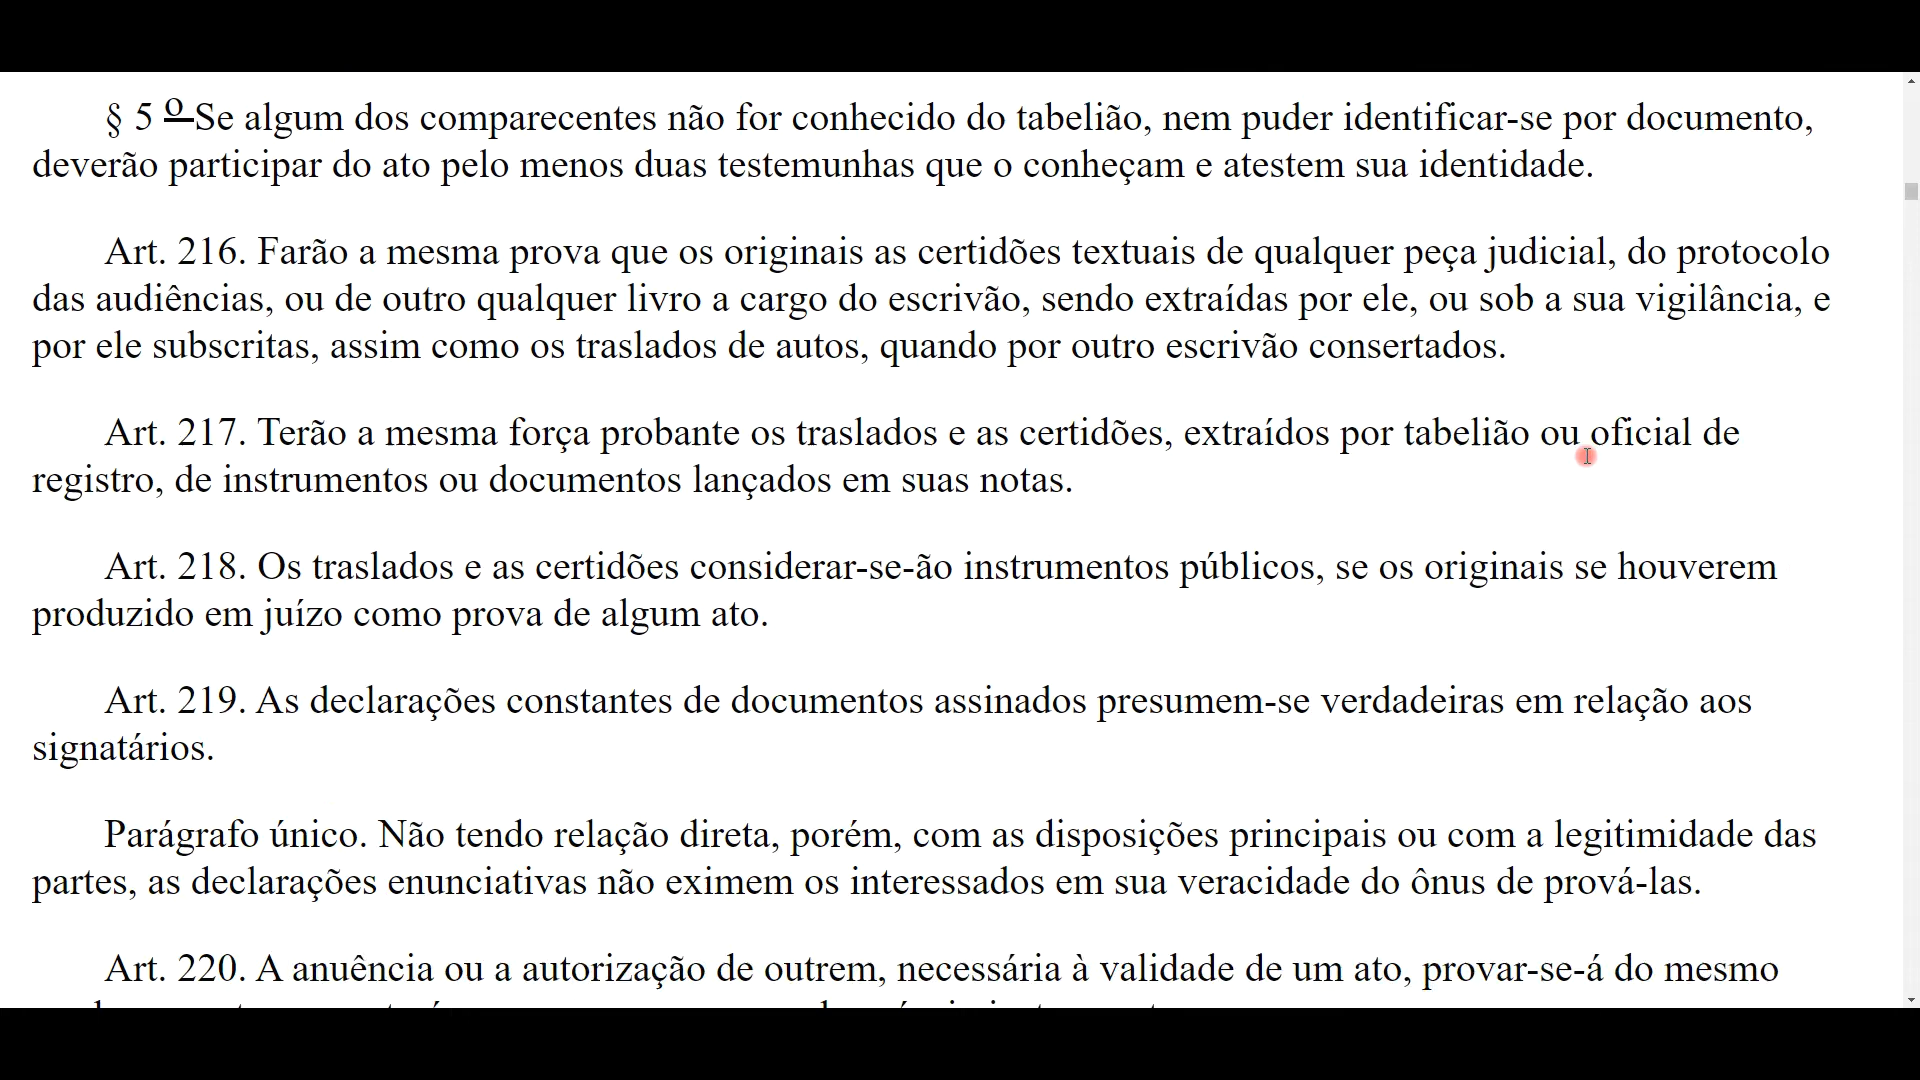 § 5 º Se algum dos comparecentes não for conhecido do tabelião, nem puder identificar-se por documento,
deverão participar do ato pelo menos duas testemunhas que o conheçam e atestem sua identidade.
Art. 216. Farão a mesma prova que os originais as certidões textuais de qualquer peça judicial, do protocolo
das audiências, ou de outro qualquer livro a cargo do escrivão, sendo extraídas por ele, ou sob a sua vigilância, e
por ele subscritas, assim como os traslados de autos, quando por outro escrivão consertados.
Art. 217. Terão a mesma força probante os traslados e as certidões, extraídos por tabelião ou oficial de
registro, de instrumentos ou documentos lançados em suas notas.
Art. 218. Os traslados e as certidões considerar-se-ão instrumentos públicos, se os originais se houverem
produzido em juízo como prova de algum ato.
Art. 219. As declarações constantes de documentos assinados presumem-se verdadeiras em relação aos
signatários.
Parágrafo único. Não tendo relação direta, porém, com as disposições principais ou com a legitimidade das
partes, as declarações enunciativas não eximem os interessados em sua veracidade do ônus de prová-las.
Art. 220. A anuência ou a autorização de outrem, necessária à validade de um ato, provar-se-á do mesmo